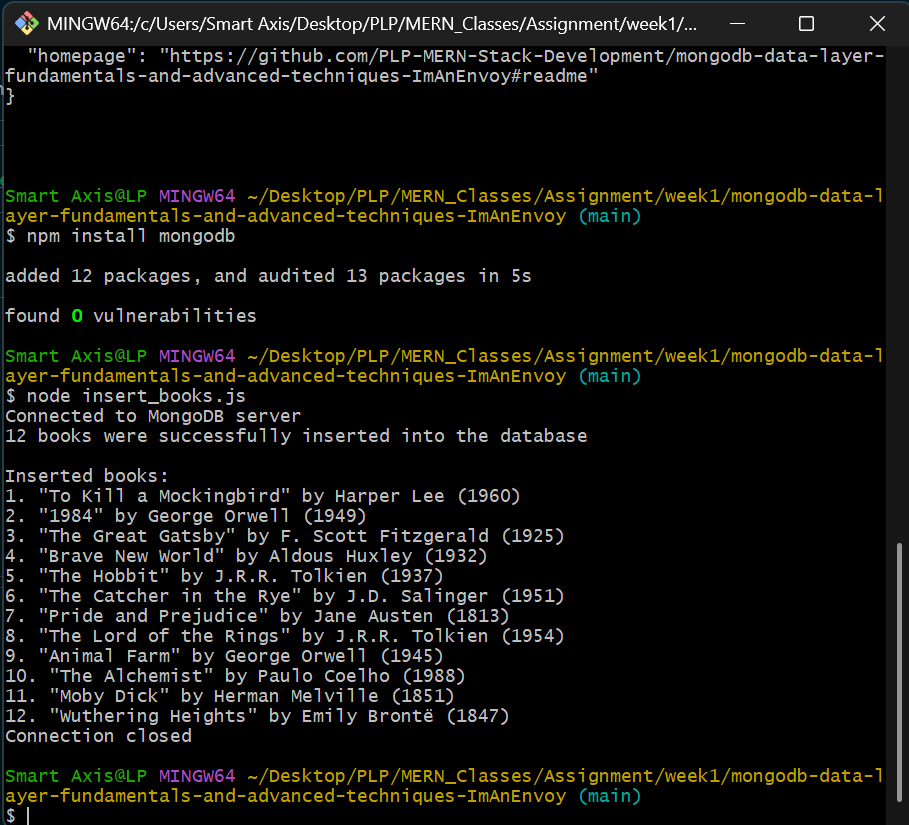 MINGW64:/c/Users/Smart Axis/Desktop/PLP/MERN_Classes/Assignment/week1/...
"homepage": "https://github.com/PLP-MERN-Stack-Development/mongodb-data-layer-
fundamentals-and-advanced-techniques-ImAnEnvoy#readme"
}
Smart Axis@LP MINGW64 ~/Desktop/PLP/MERN_Classes/Assignment/week1/mongodb-data-l
ayer-fundamentals-and-advanced-techniques-ImAnEnvoy (main)
$ npm install mongodb
added 12 packages, and audited 13 packages in 5s
found 0 vulnerabilities
Smart Axis@LP MINGW64 ~/Desktop/PLP/MERN_Classes/Assignment/week1/mongodb-data-l
ayer-fundamentals-and-advanced-techniques-ImAnEnvoy (main)
$ node insert_books.js
Connected to MongoDB server
12 books were successfully inserted into the database
Inserted books:
1. "To Kill a Mockingbird" by Harper Lee (1960)
2. "1984" by George Orwell (1949)
3. "The Great Gatsby" by F. Scott Fitzgerald (1925)
4. "Brave New World" by Aldous Huxley (1932)
5. "The Hobbit" by J.R.R. Tolkien (1937)
6. "The Catcher in the Rye" by J.D. Salinger (1951)
7. "Pride and Prejudice" by Jane Austen (1813)
8. "The Lord of the Rings" by J.R.R. Tolkien (1954)
9. "Animal Farm" by George Orwell (1945)
10. "The Alchemist" by Paulo Coelho (1988)
11. "Moby Dick" by Herman Melville (1851)
12. "Wuthering Heights" by Emily Brontë (1847)
Connection closed
Smart Axis@LP MINGW64 ~/Desktop/PLP/MERN_Classes/Assignment/week1/mongodb-data-l
ayer-fundamentals-and-advanced-techniques-ImAnEnvoy (main)
$